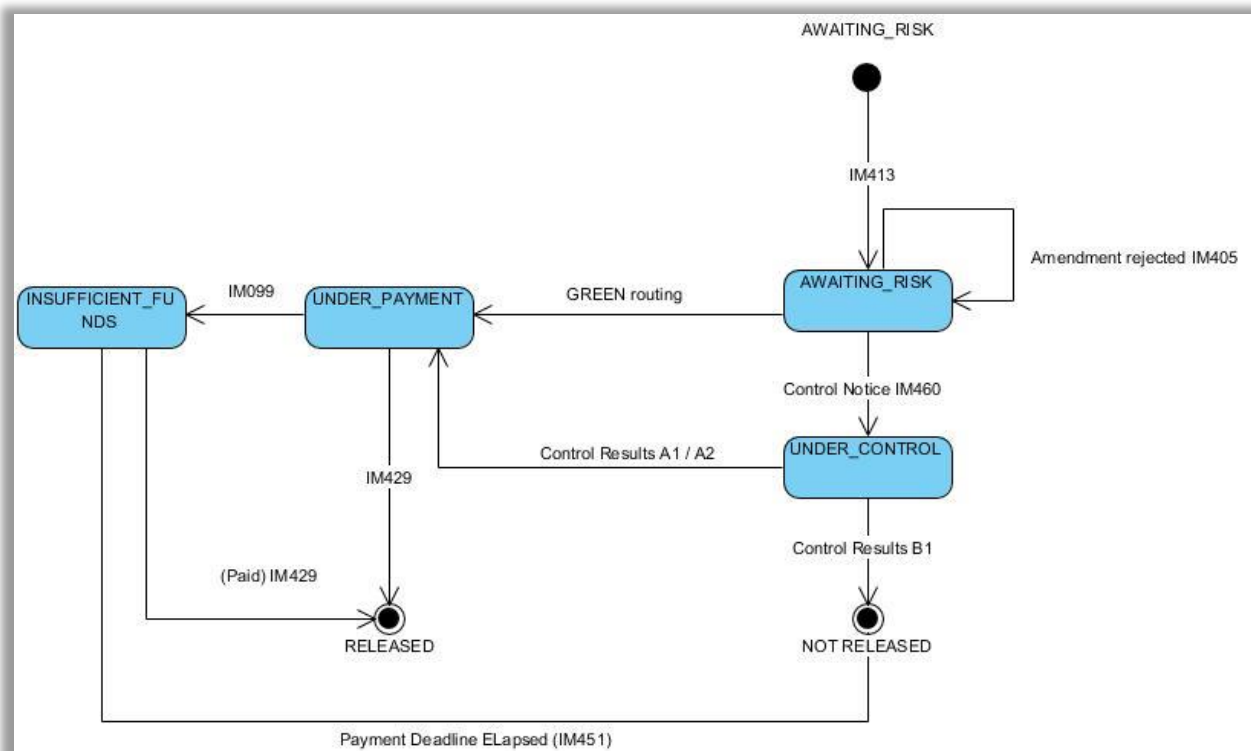 AWAITING_RISK
IM413
Amendment rejected IM405
AWAITING_RISK
GREEN routing
IM099
UNDER_PAYMENT
INSUFFICIENT_FU
NDS
Control Notice IM460
UNDER_CONTROL
Control Results A1 / A2
IM429
Control Results B1
(Paid) IM429
RELEASED
NOT RELEASED
Payment Deadline ELapsed (IM451)